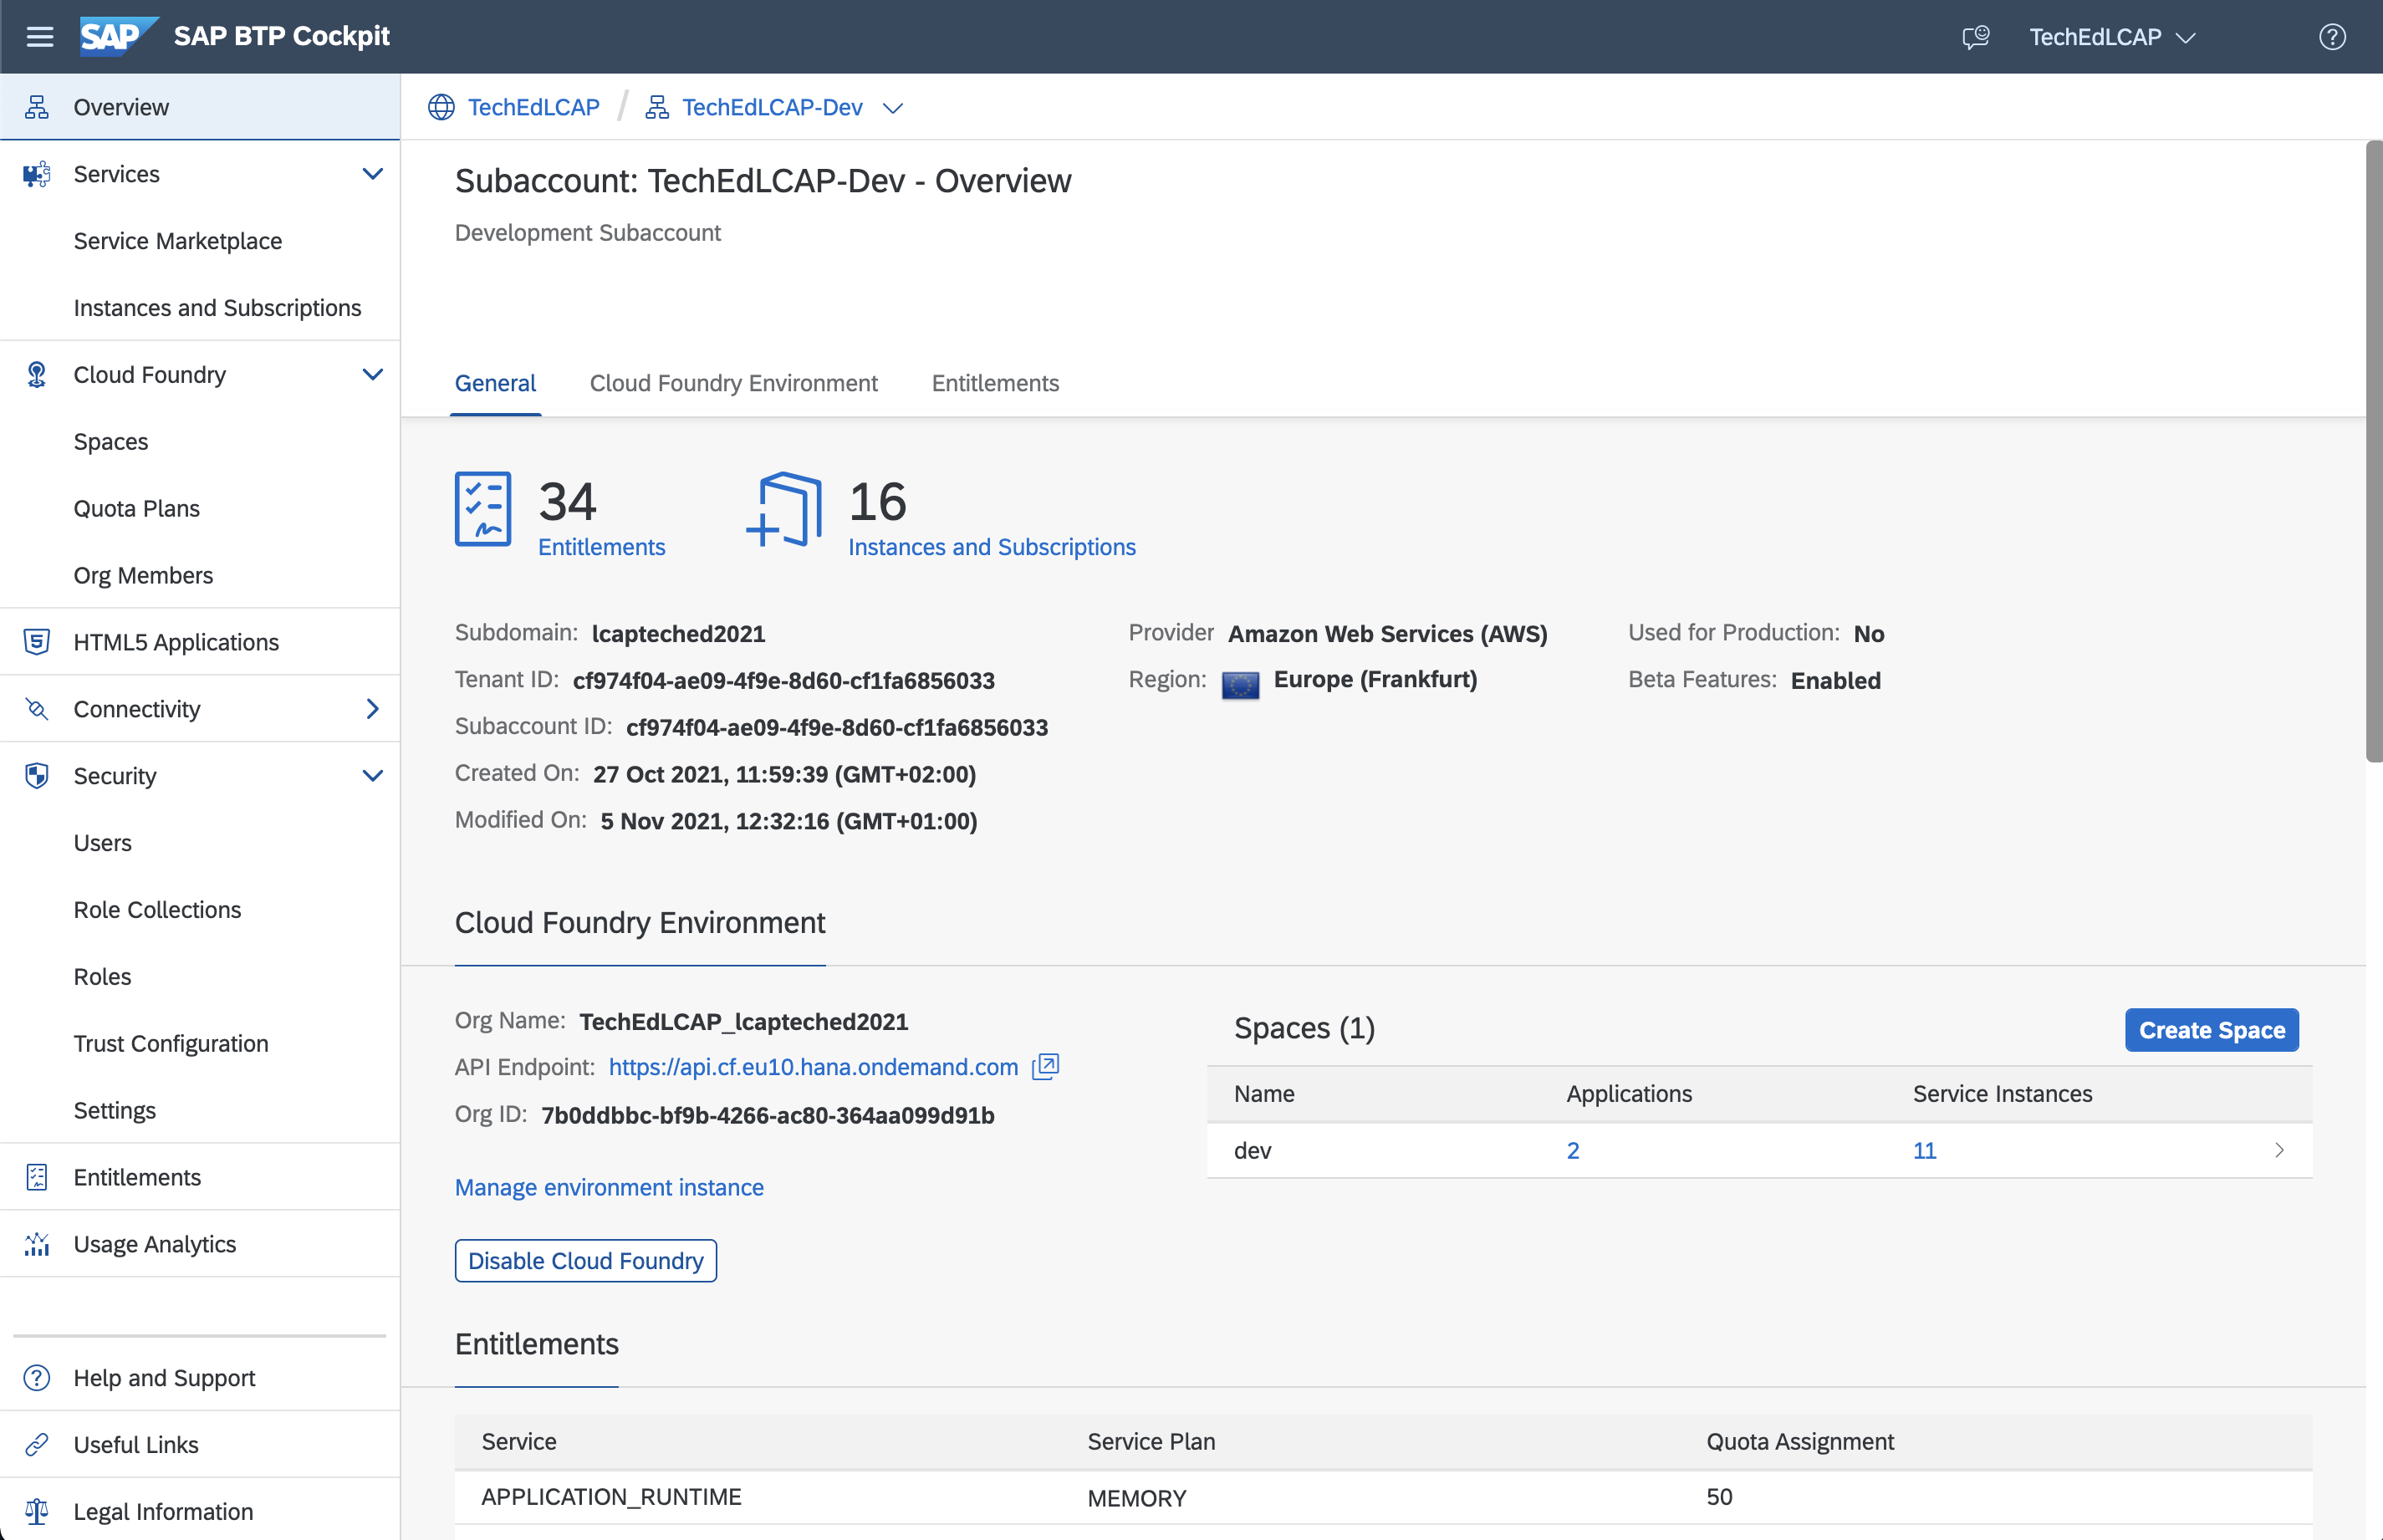 SAP SAP BTP Cockpit
TechEdLCAP
Overview
Services
Service Marketplace
Instances and Subscriptions
Cloud Foundry
Spaces
Quota Plans
Org Members
HTML5 Applications
Connectivity
Security
Users
Role Collections
Roles
Trust Configuration
Settings
Entitlements
Usage Analytics
Help and Support
Useful Links
Legal Information
TechEdLCAP / TechEdLCAP-Dev
Subaccount: TechEdLCAP-Dev - Overview
Development Subaccount
General Cloud Foundry Environment Entitlements
34
Entitlements
16
Instances and Subscriptions
Subdomain: lcapteched2021
Tenant ID: cf974f04-ae09-4f9e-8d60-cf1fa6856033
Subaccount ID: cf974f04-ae09-4f9e-8d60-cf1fa6856033
Created On: 27 Oct 2021, 11:59:39 (GMT+02:00)
Modified On: 5 Nov 2021, 12:32:16 (GMT+01:00)
Provider Amazon Web Services (AWS)
Region: Europe (Frankfurt)
Used for Production: No
Beta Features: Enabled
Cloud Foundry Environment
Org Name: TechEdLCAP_lcapteched2021
API Endpoint: https://api.cf.eu10.hana.ondemand.com
Org ID: 7b0ddbbc-bf9b-4266-ac80-364aa099d91b
Manage environment instance
Disable Cloud Foundry
Spaces (1) Create Space
Name Applications Service Instances
dev 2 11
Entitlements
Service Service Plan Quota Assignment
APPLICATION_RUNTIME MEMORY 50